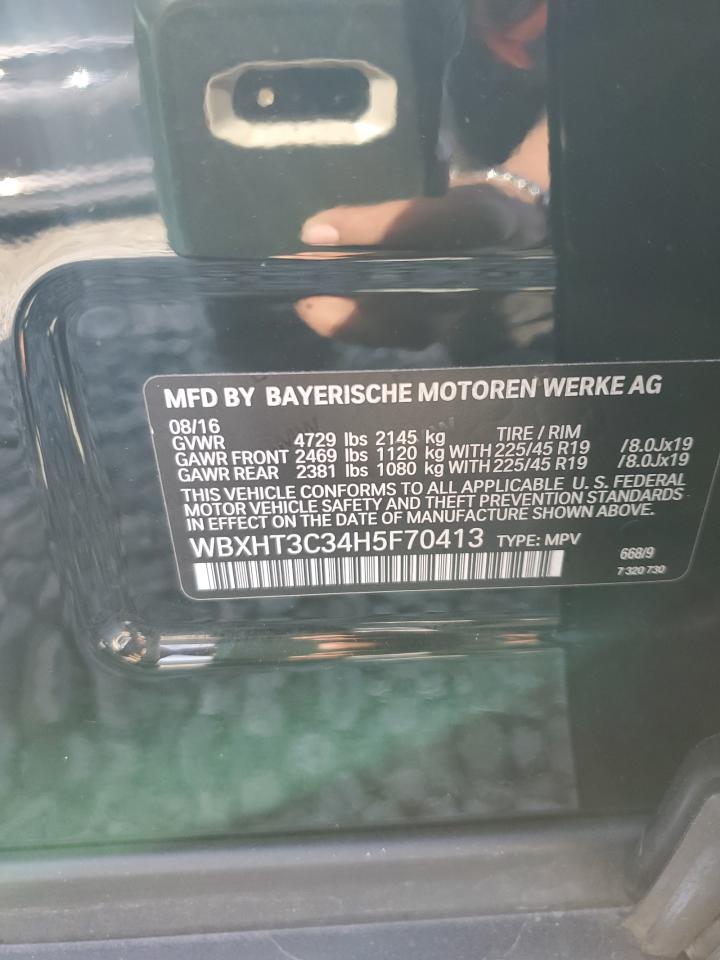 MFD BY BAYERISCHE MOTOREN WERKE AG
08/16
GVWR 4729 lbs 2145 kg TIRE / RIM
GAWR FRONT 2469 lbs 1120 kg WITH 225/45 R19 /8.0Jx19
GAWR REAR 2381 lbs 1080 kg WITH 225/45 R19 /8.0Jx19
THIS VEHICLE CONFORMS TO ALL APPLICABLE U. S. FEDERAL
MOTOR VEHICLE SAFETY AND THEFT PREVENTION STANDARDS
IN EFFECT ON THE DATE OF MANUFACTURE SHOWN ABOVE.
WBXHT3C34H5F70413 TYPE: MPV
668/9
7 320 730